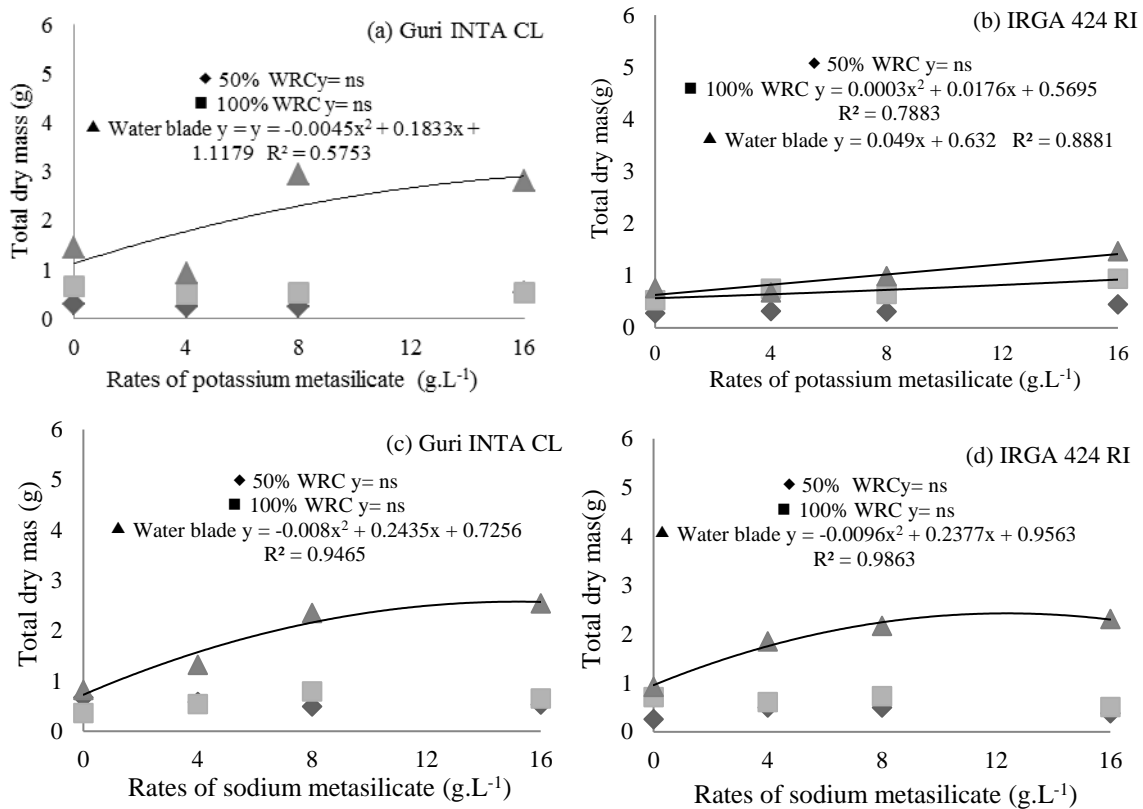 (a) Guri INTA CL
50% WRCy= ns
100% WRC y= ns
Water blade y = y = -0.0045x² + 0.1833x +
1.1179 R² = 0.5753
Total dry mass (g)
6
5
4
3
2
1
0
0 4 8 12 16
Rates of potassium metasilicate (g.L⁻¹)
(b) IRGA 424 RI
50% WRC y= ns
100% WRC y = 0.0003x² + 0.0176x + 0.5695
R² = 0.7883
Water blade y = 0.049x + 0.632 R² = 0.8881
Total dry mas(g)
6
5
4
3
2
1
0
0 4 8 12 16
Rates of potassium metasilicate (g.L⁻¹)
(c) Guri INTA CL
50% WRC y= ns
100% WRC y= ns
Water blade y = -0.008x² + 0.2435x + 0.7256
R² = 0.9465
Total dry mas (g)
6
5
4
3
2
1
0
0 4 8 12 16
Rates of sodium metasilicate (g.L⁻¹)
(d) IRGA 424 RI
50% WRCy= ns
100% WRC y= ns
Water blade y = -0.0096x² + 0.2377x + 0.9563
R² = 0.9863
Total dry mas(g)
6
5
4
3
2
1
0
0 4 8 12 16
Rates of sodium metasilicate (g.L⁻¹)